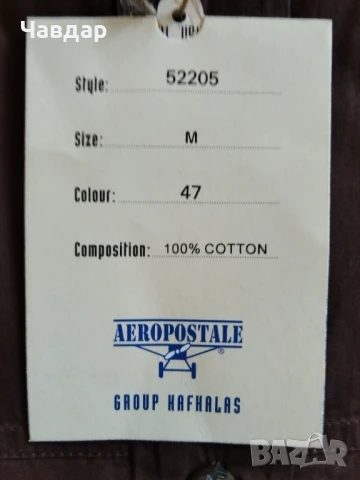 Чавдар
Style: 52205
Size: M
Colour: 47
Composition: 100% COTTON
AEROPOSTALE
®
GROUP KAFKALAS
BAZAR